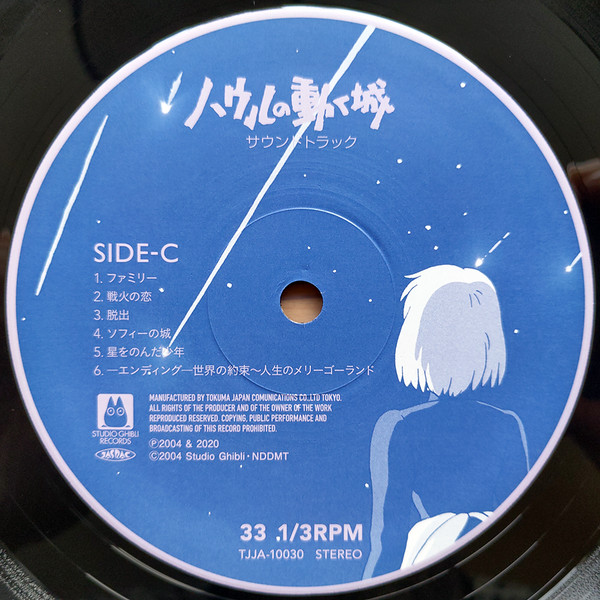 ハウルの動く城
サウンドトラック
SIDE-C
1. ファミリー
2. 戦火の恋
3. 脱出
4. ソフィーの城
5. 星をのんだ少年
6. ―エンディング―世界の約束〜人生のメリーゴーランド
MANUFACTURED BY TOKUMA JAPAN COMUNICATIONS CO.,LTD TOKYO.
ALL RIGHTS OF THE PRODUCER AND OF THE OWNER OF THE WORK
REPRODUCED RESERVED. COPYING, PUBLIC PERFORMANCE AND
BROADCASTING OF THIS RECORD PROHIBITED.
STUDIO GHIBLI
RECORDS
JASRAC
Ⓟ2004 & 2020
©2004 Studio Ghibli・NDDMT
33 .1/3RPM
TJJA-10030 STEREO